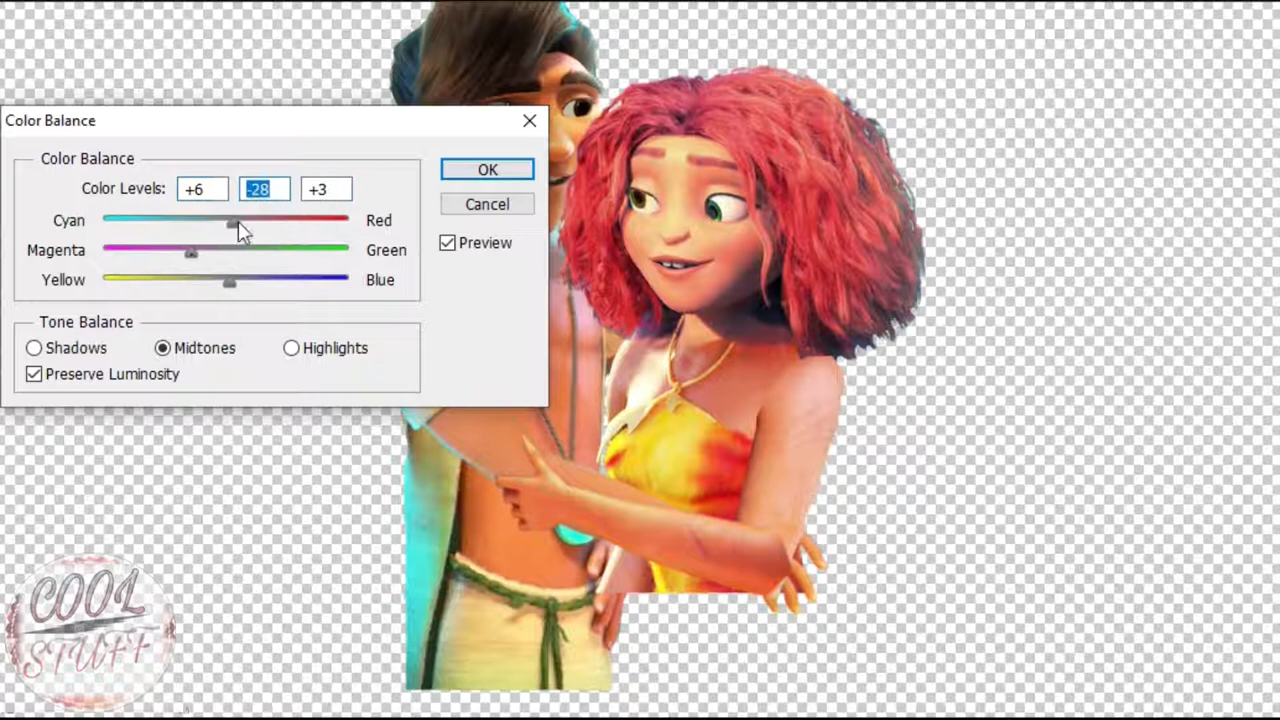 Color Balance
Color Balance
Color Levels: +6 -28 +3
Cyan Red
Magenta Green
Yellow Blue
Tone Balance
Shadows Midtones Highlights
Preserve Luminosity
OK
Cancel
Preview
COOL
STUFF